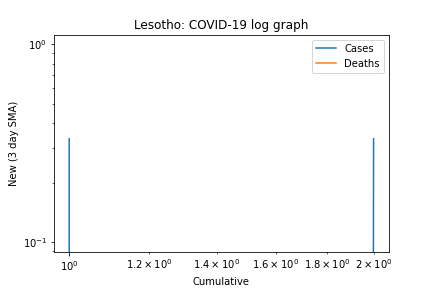 Lesotho: COVID-19 log graph
Cases
Deaths
10⁰
10⁻¹
New (3 day SMA)
10⁰
1.2 × 10⁰
1.4 × 10⁰
1.6 × 10⁰
1.8 × 10⁰
2 × 10⁰
Cumulative